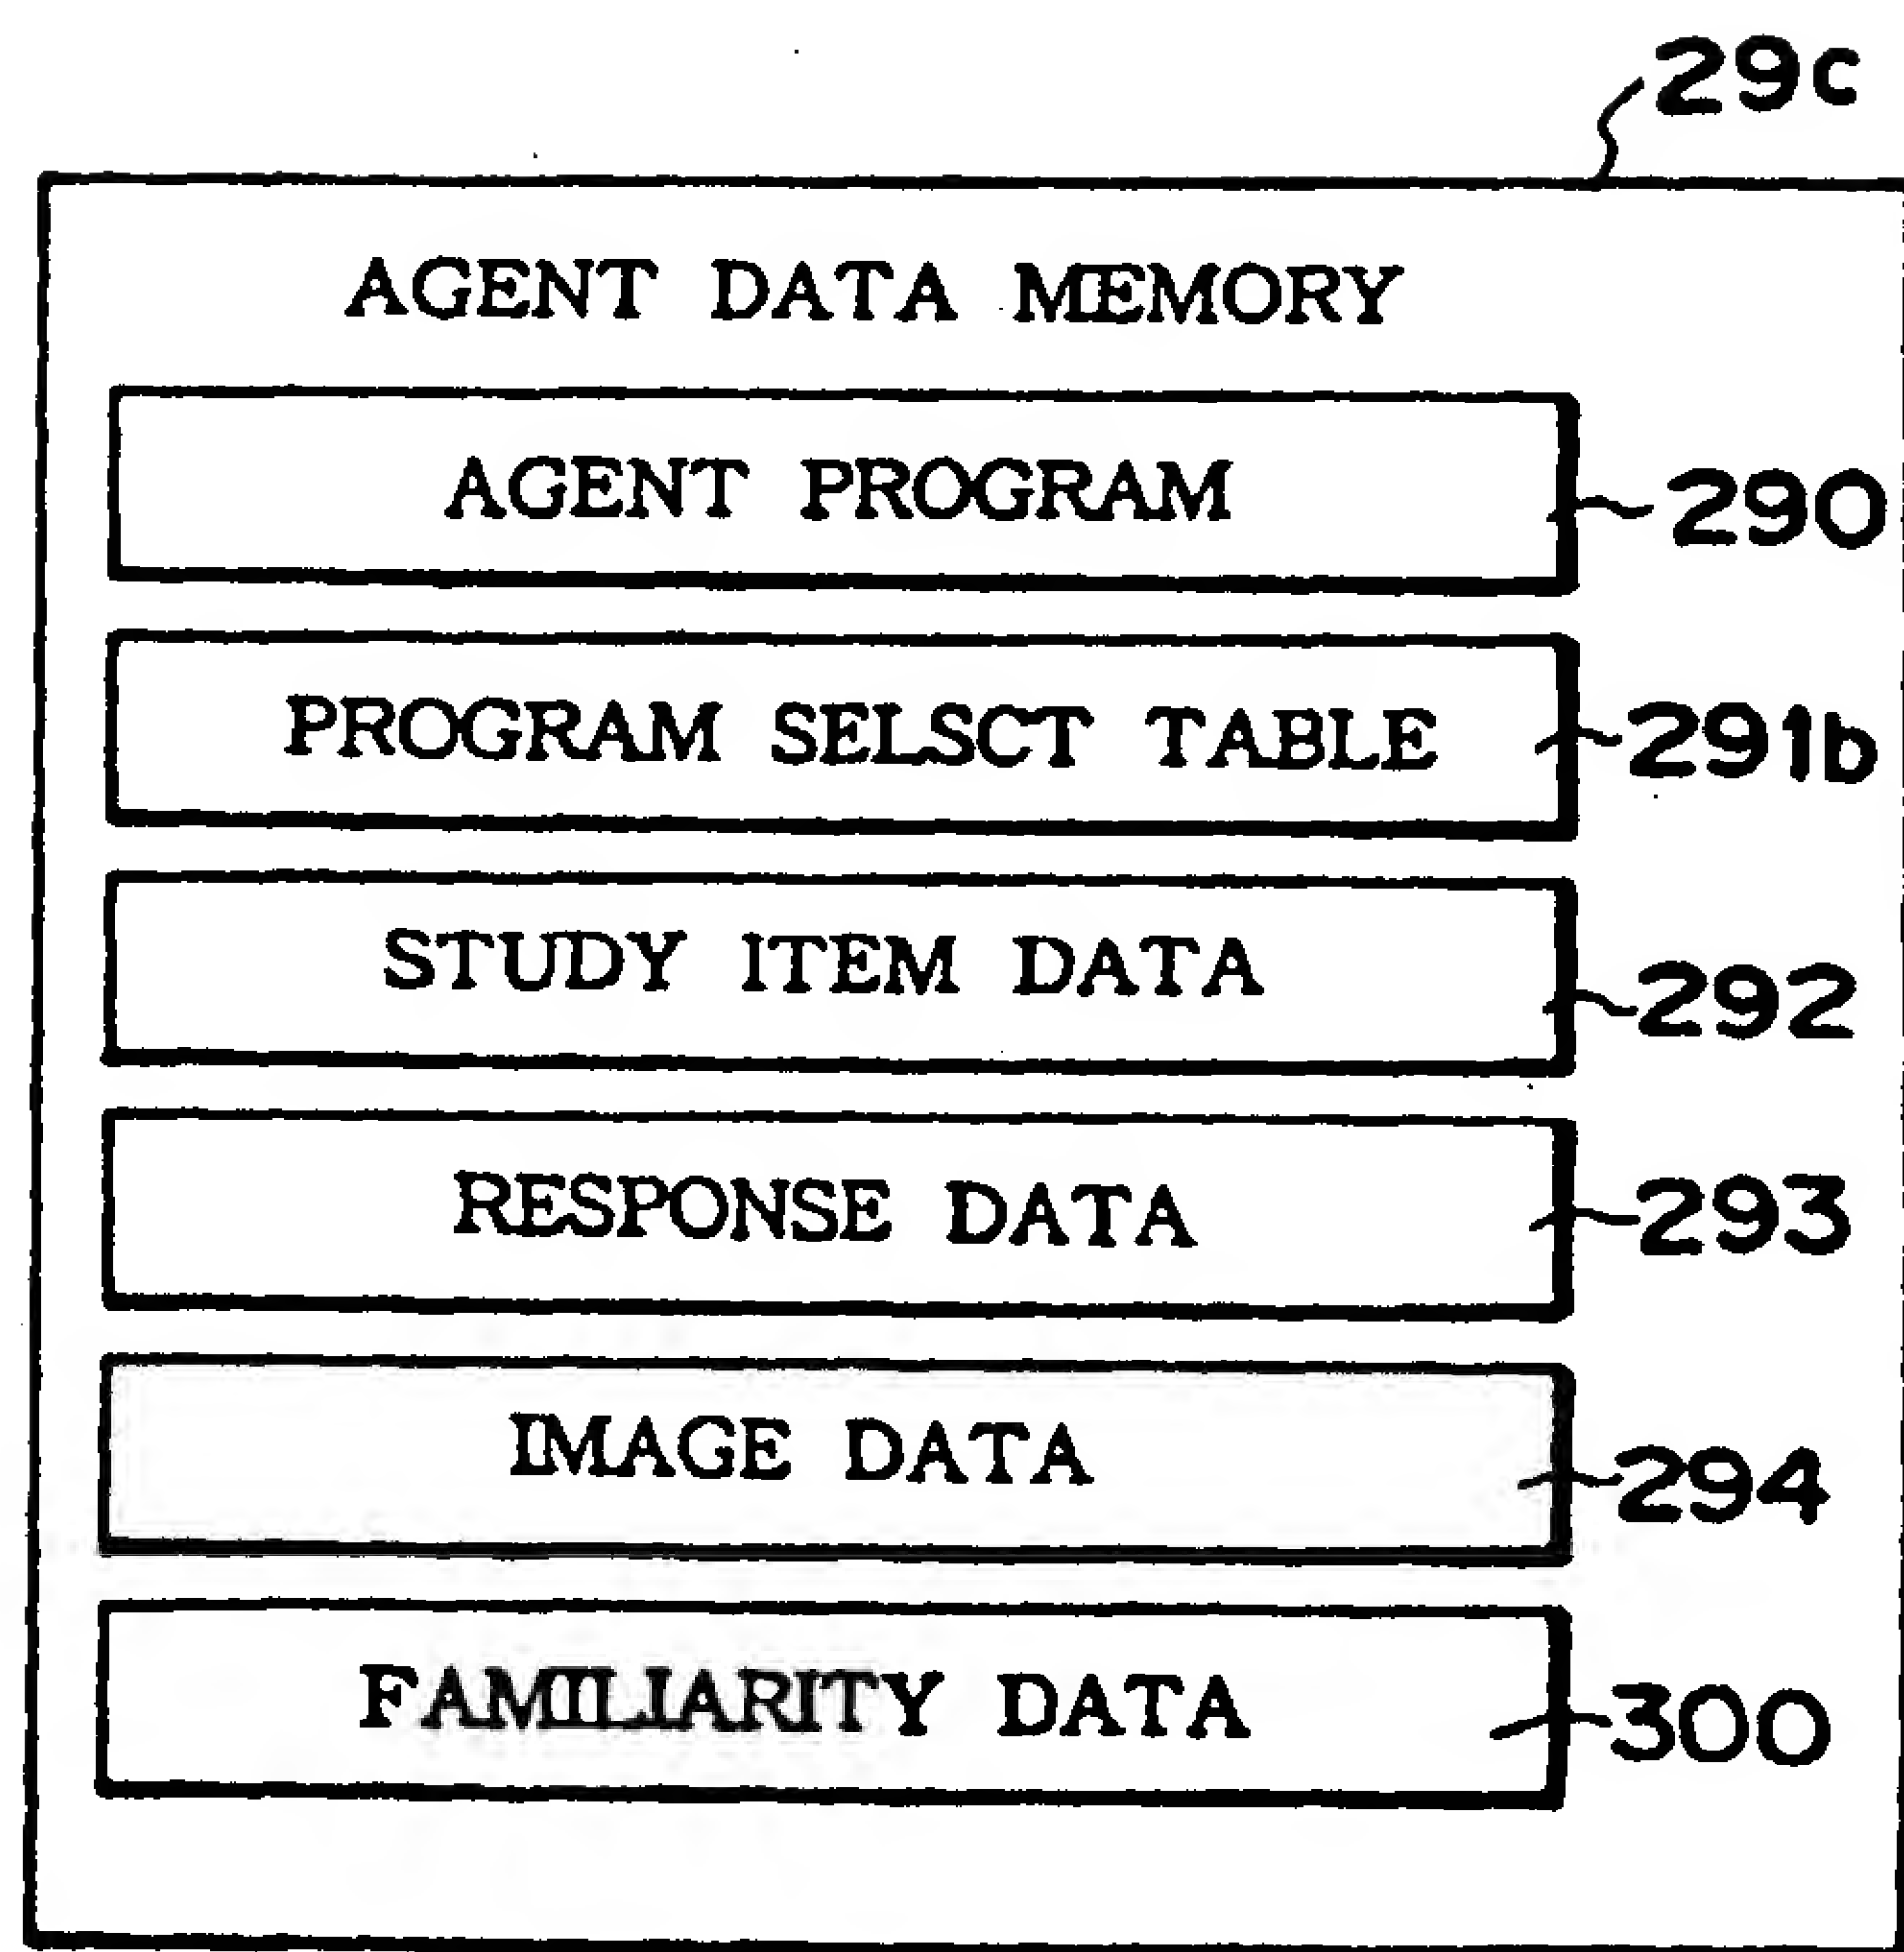 29c
AGENT DATA MEMORY
AGENT PROGRAM 290
PROGRAM SELSCT TABLE 291b
STUDY ITEM DATA 292
RESPONSE DATA 293
IMAGE DATA 294
FAMILIARITY DATA 300